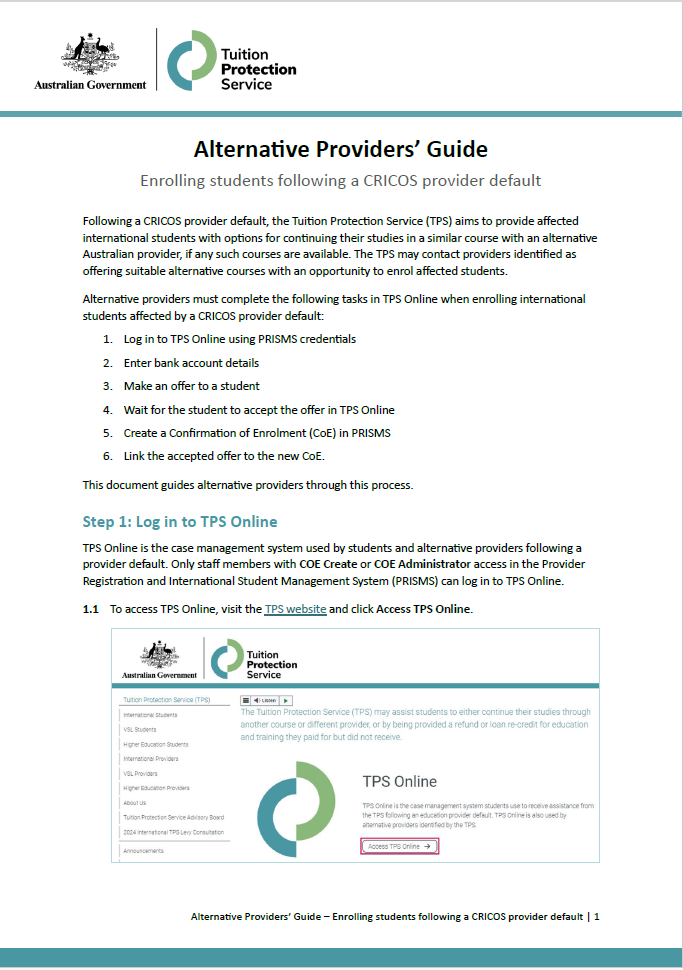 Australian Government
Tuition
Protection
Service
Alternative Providers' Guide
Enrolling students following a CRICOS provider default
Following a CRICOS provider default, the Tuition Protection Service (TPS) aims to provide affected
international students with options for continuing their studies in a similar course with an alternative
Australian provider, if any such courses are available. The TPS may contact providers identified as
offering suitable alternative courses with an opportunity to enrol affected students.
Alternative providers must complete the following tasks in TPS Online when enrolling international
students affected by a CRICOS provider default:
1. Log in to TPS Online using PRISMS credentials
2. Enter bank account details
3. Make an offer to a student
4. Wait for the student to accept the offer in TPS Online
5. Create a Confirmation of Enrolment (CoE) in PRISMS
6. Link the accepted offer to the new CoE.
This document guides alternative providers through this process.
Step 1: Log in to TPS Online
TPS Online is the case management system used by students and alternative providers following a
provider default. Only staff members with COE Create or COE Administrator access in the Provider
Registration and International Student Management System (PRISMS) can log in to TPS Online.
1.1 To access TPS Online, visit the TPS website and click Access TPS Online.
Australian Government
Tuition
Protection
Service
Tuition Protection Service (TPS)
International Students
VSL Students
Higher Education Students
International Providers
VSL Providers
Higher Education Providers
About Us
Tuition Protection Service Advisory Board
2024 International TPS Levy Consultation
Announcements
Listen
The Tuition Protection Service (TPS) may assist students to either continue their studies through
another course or different provider, or by being provided a refund or loan re-credit for education
and training they paid for but did not receive.
TPS Online
TPS Online is the case management system students use to receive assistance from
the TPS following an education provider default. TPS Online is also used by
alternative providers identified by the TPS.
Access TPS Online →
Alternative Providers' Guide – Enrolling students following a CRICOS provider default | 1